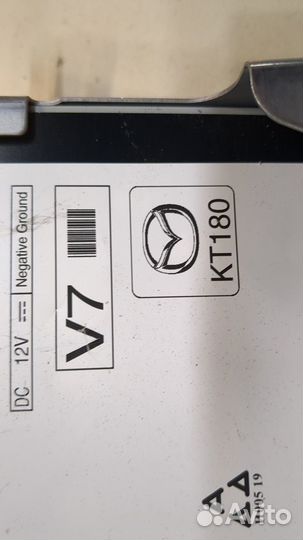 DC 12V Negative Ground
V7
KT180
Avito